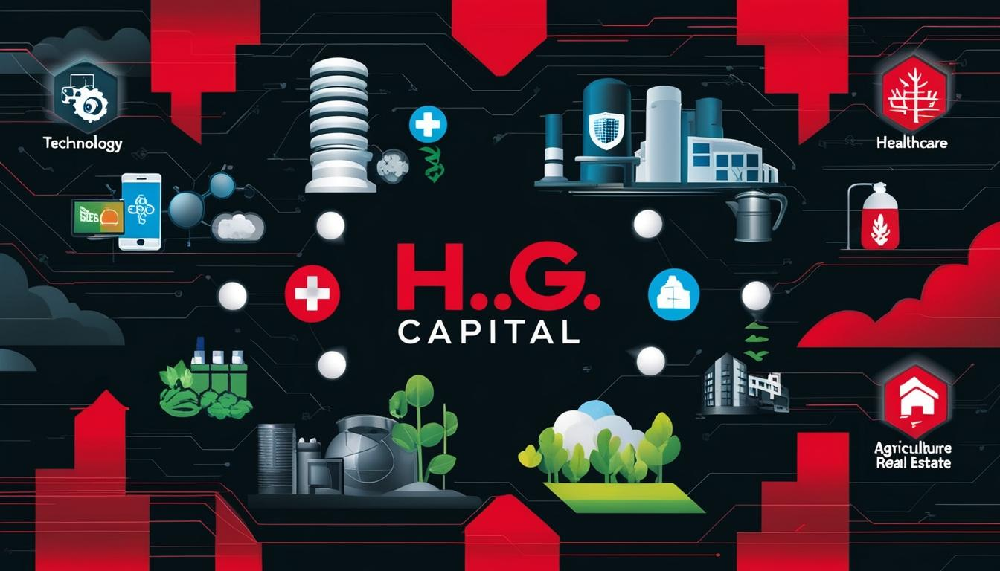 Technology
Healthcare
H..G.
CAPITAL
Agriculture
Real Estate